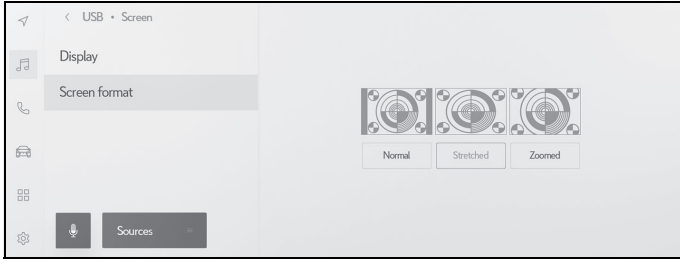 USB • Screen
Display
Screen format
Normal Stretched Zoomed
Sources